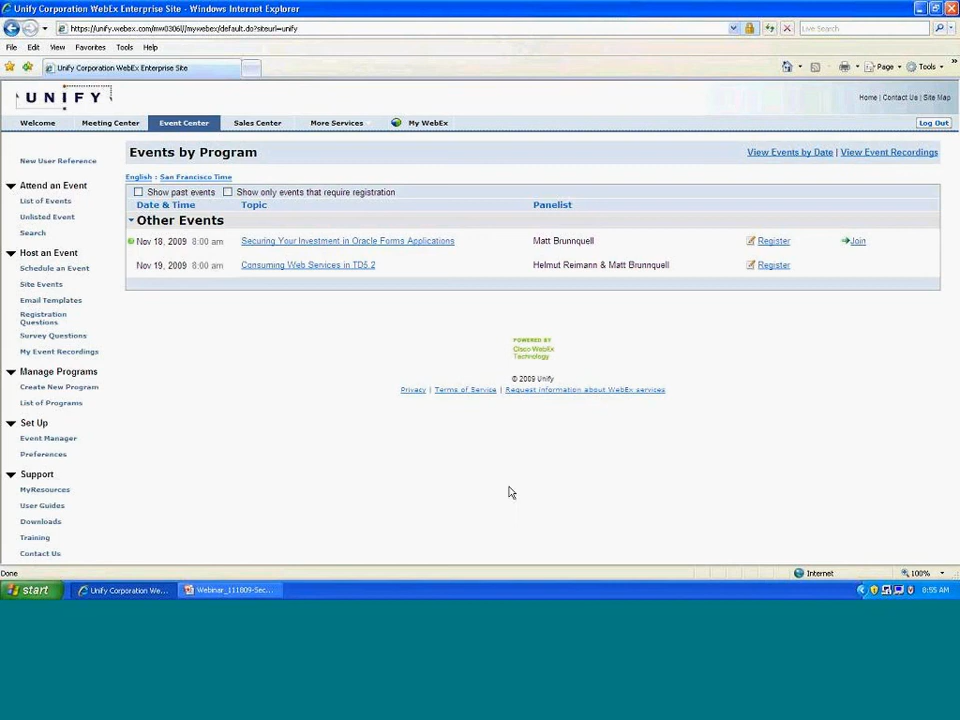 Unify Corporation WebEx Enterprise Site - Windows Internet Explorer
https://unify.webex.com/mw0306l/mywebex/default.do?siteurl=unify
Live Search
File Edit View Favorites Tools Help
Unify Corporation WebEx Enterprise Site
Page Tools
UNIFY
Home | Contact Us | Site Map
Welcome Meeting Center Event Center Sales Center More Services My WebEx Log Out
New User Reference
Attend an Event
List of Events
Unlisted Event
Search
Host an Event
Schedule an Event
Site Events
Email Templates
Registration
Questions
Survey Questions
My Event Recordings
Manage Programs
Create New Program
List of Programs
Set Up
Event Manager
Preferences
Support
MyResources
User Guides
Downloads
Training
Contact Us
Events by Program
View Events by Date | View Event Recordings
English : San Francisco Time
Show past events Show only events that require registration
Date & Time Topic Panelist
Other Events
Nov 18, 2009 8:00 am Securing Your Investment in Oracle Forms Applications Matt Brunnquell Register Join
Nov 19, 2009 8:00 am Consuming Web Services in TD5.2 Helmut Reimann & Matt Brunnquell Register
POWERED BY
Cisco WebEx
Technology
© 2009 Unify
Privacy | Terms of Service | Request information about WebEx services
Done Internet 100%
start Unify Corporation We... Webinar_111809-Sec... 8:55 AM